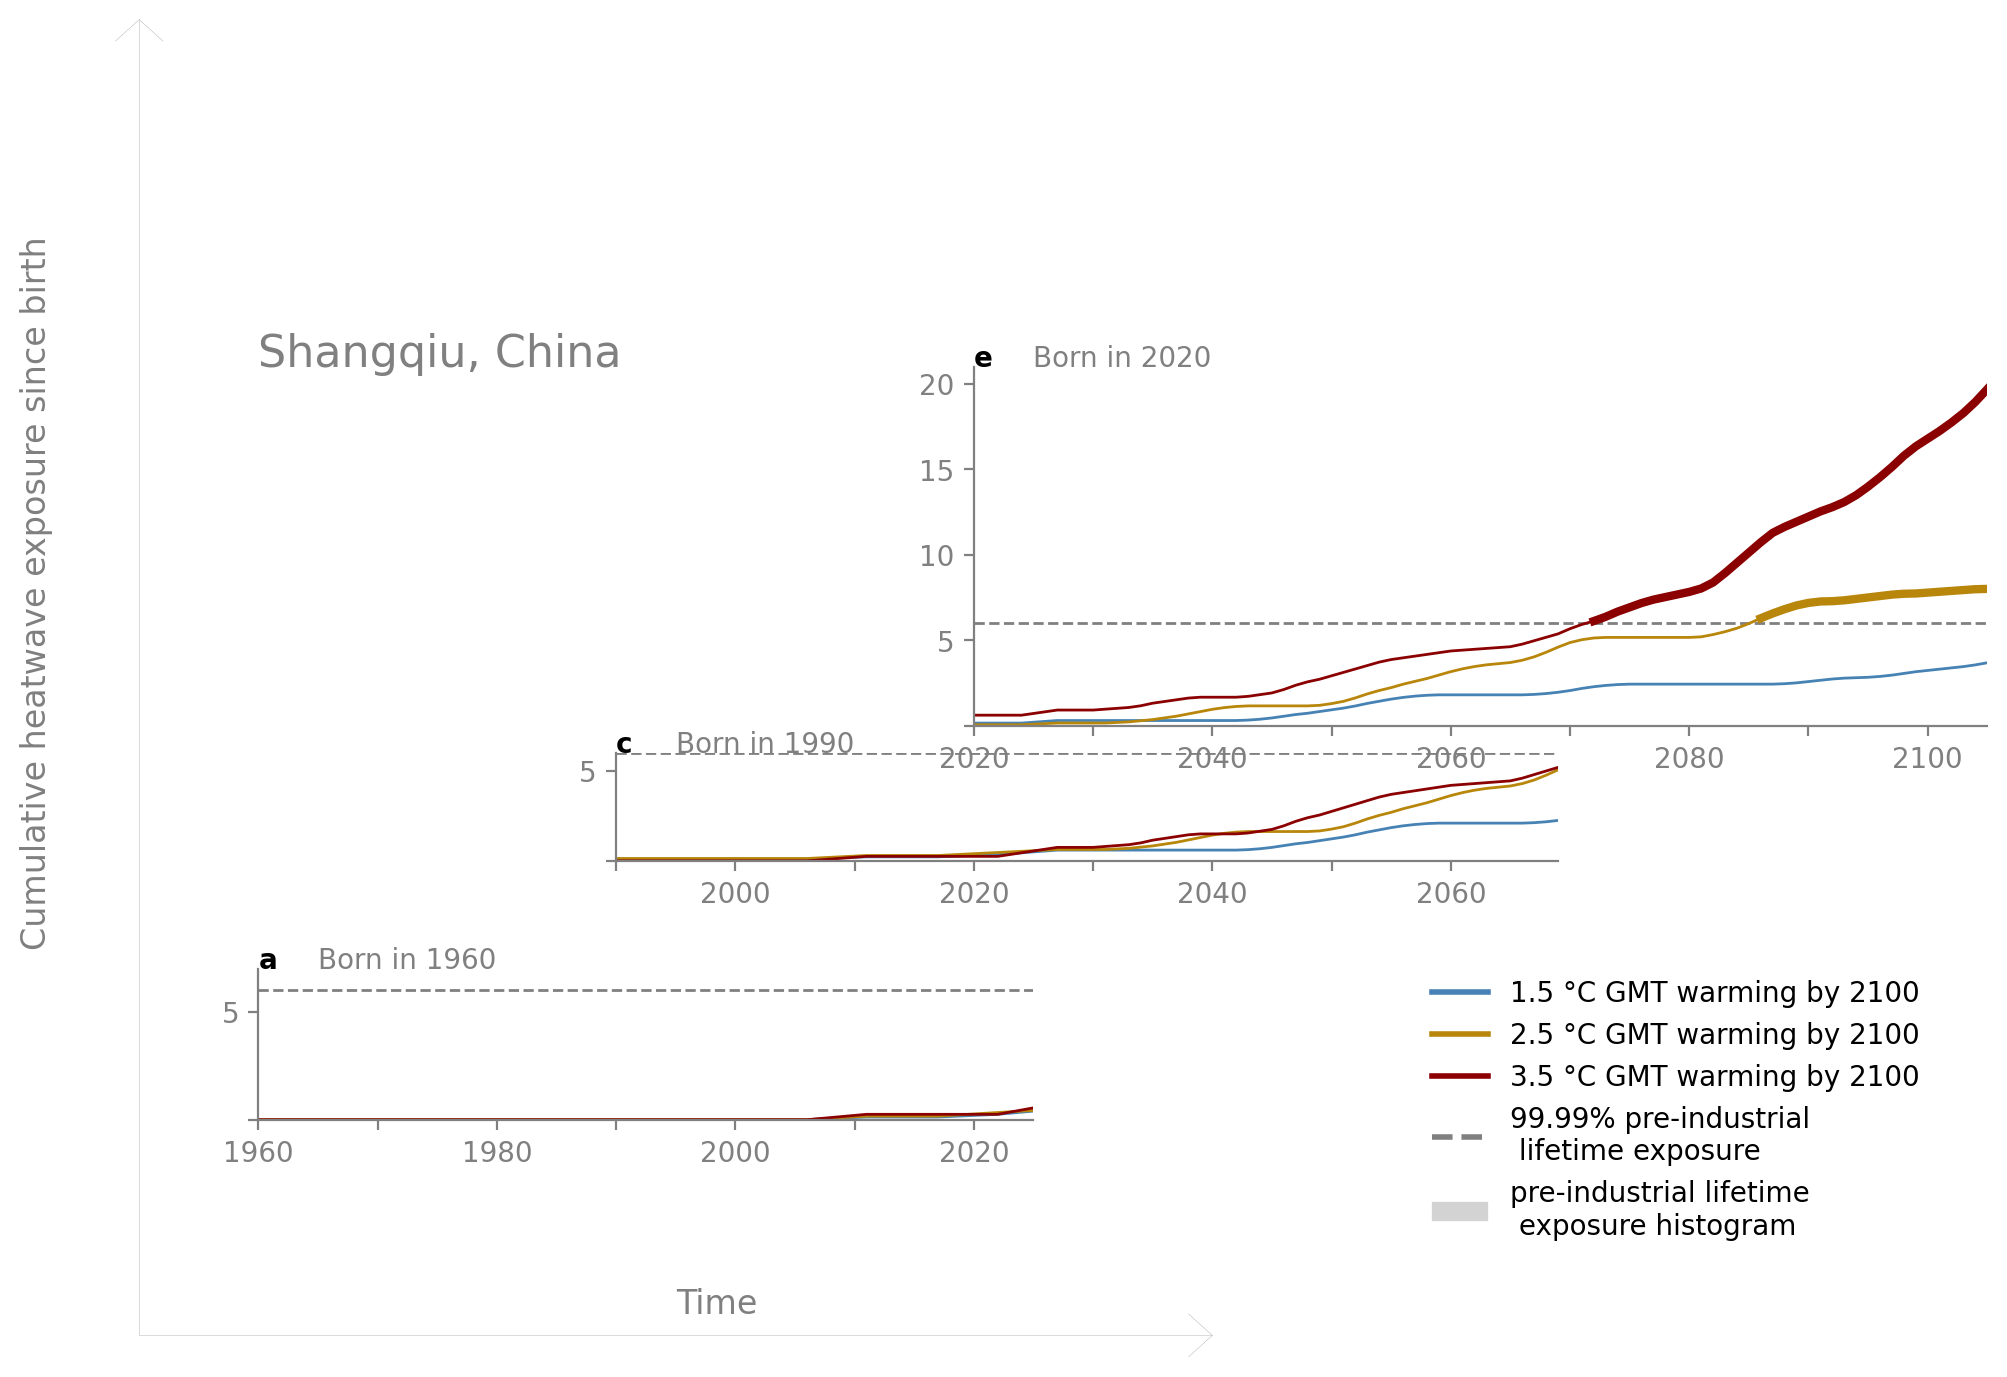 Cumulative heatwave exposure since birth
Shangqiu, China
e Born in 2020
20
15
10
5
2020 2040 2060 2080 2100
c Born in 1990
5
2000 2020 2040 2060
a Born in 1960
5
1960 1980 2000 2020
1.5 °C GMT warming by 2100
2.5 °C GMT warming by 2100
3.5 °C GMT warming by 2100
99.99% pre-industrial
lifetime exposure
pre-industrial lifetime
exposure histogram
Time